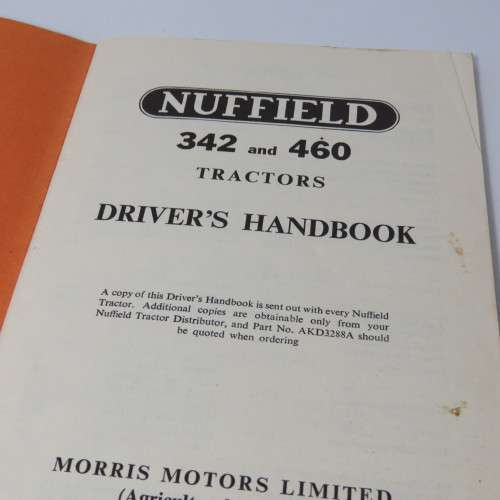 NUFFIELD
342 and 460
TRACTORS
DRIVER'S HANDBOOK
A copy of this Driver's Handbook is sent out with every Nuffield
Tractor. Additional copies are obtainable only from your
Nuffield Tractor Distributor, and Part No. AKD3288A should
be quoted when ordering
MORRIS MOTORS LIMITED